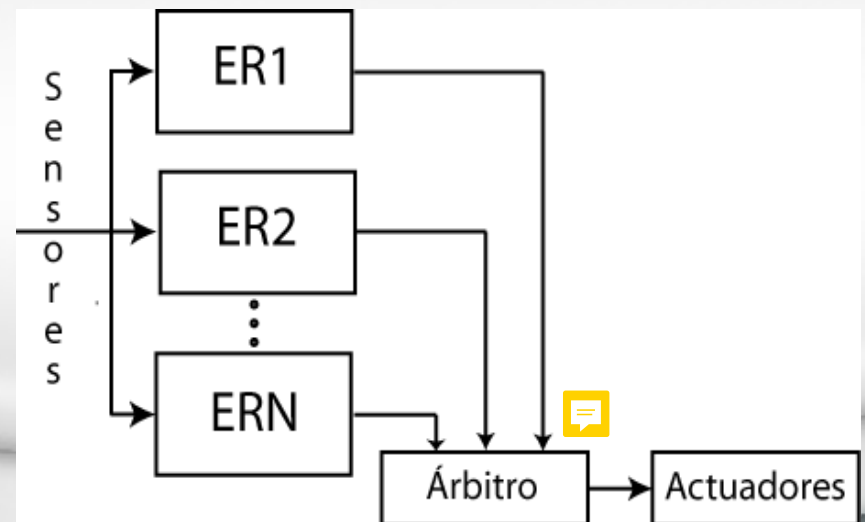 Sensores
ER1
ER2
ERN
Árbitro
Actuadores